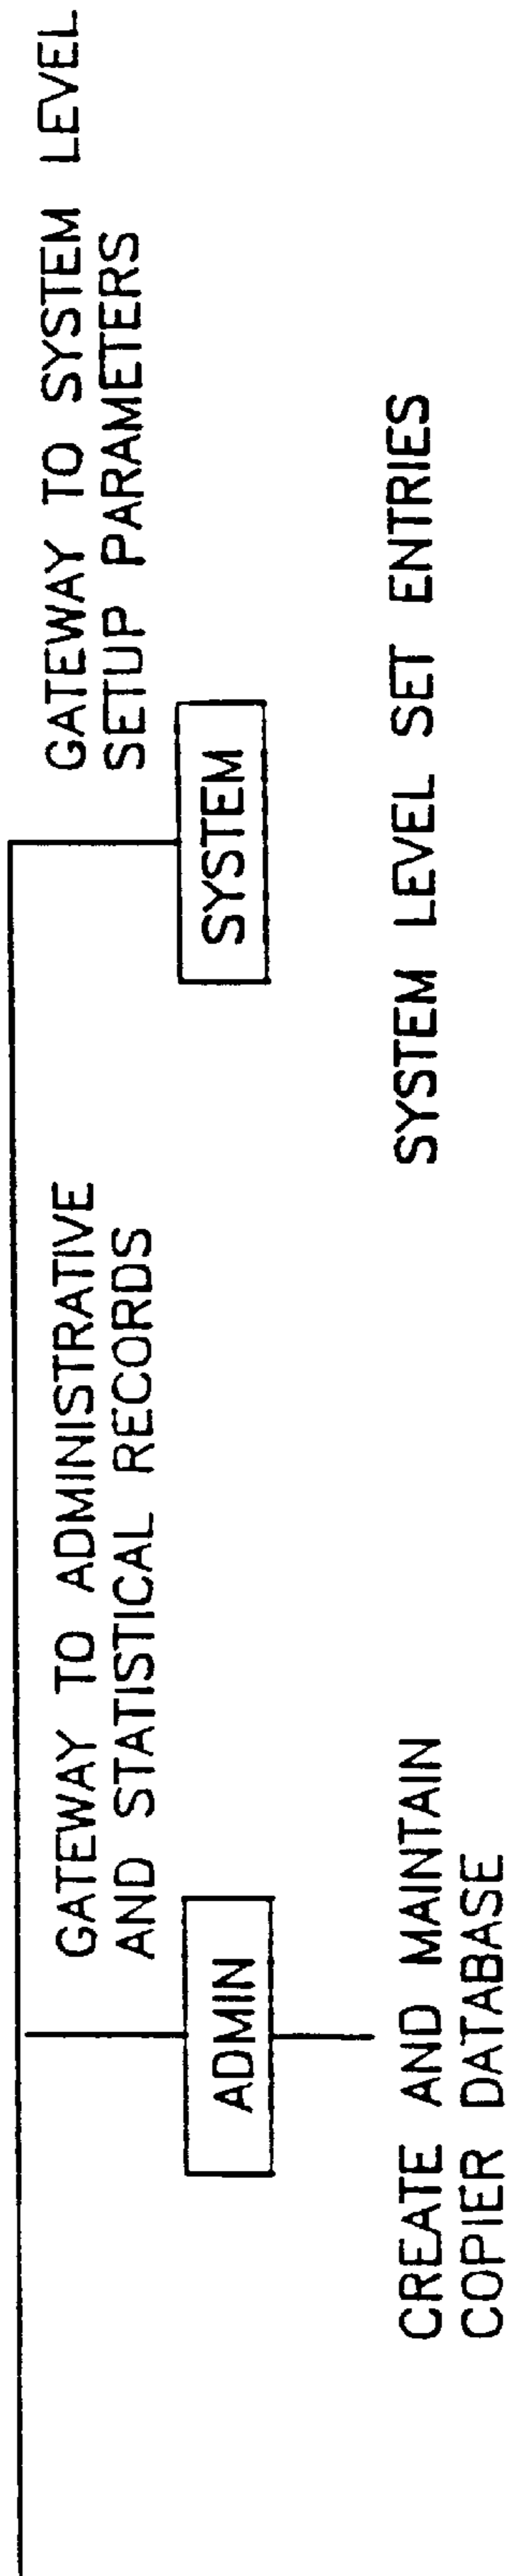 GATEWAY TO ADMINISTRATIVE
AND STATISTICAL RECORDS
ADMIN
CREATE AND MAINTAIN
COPIER DATABASE
GATEWAY TO SYSTEM LEVEL
SETUP PARAMETERS
SYSTEM
SYSTEM LEVEL SET ENTRIES